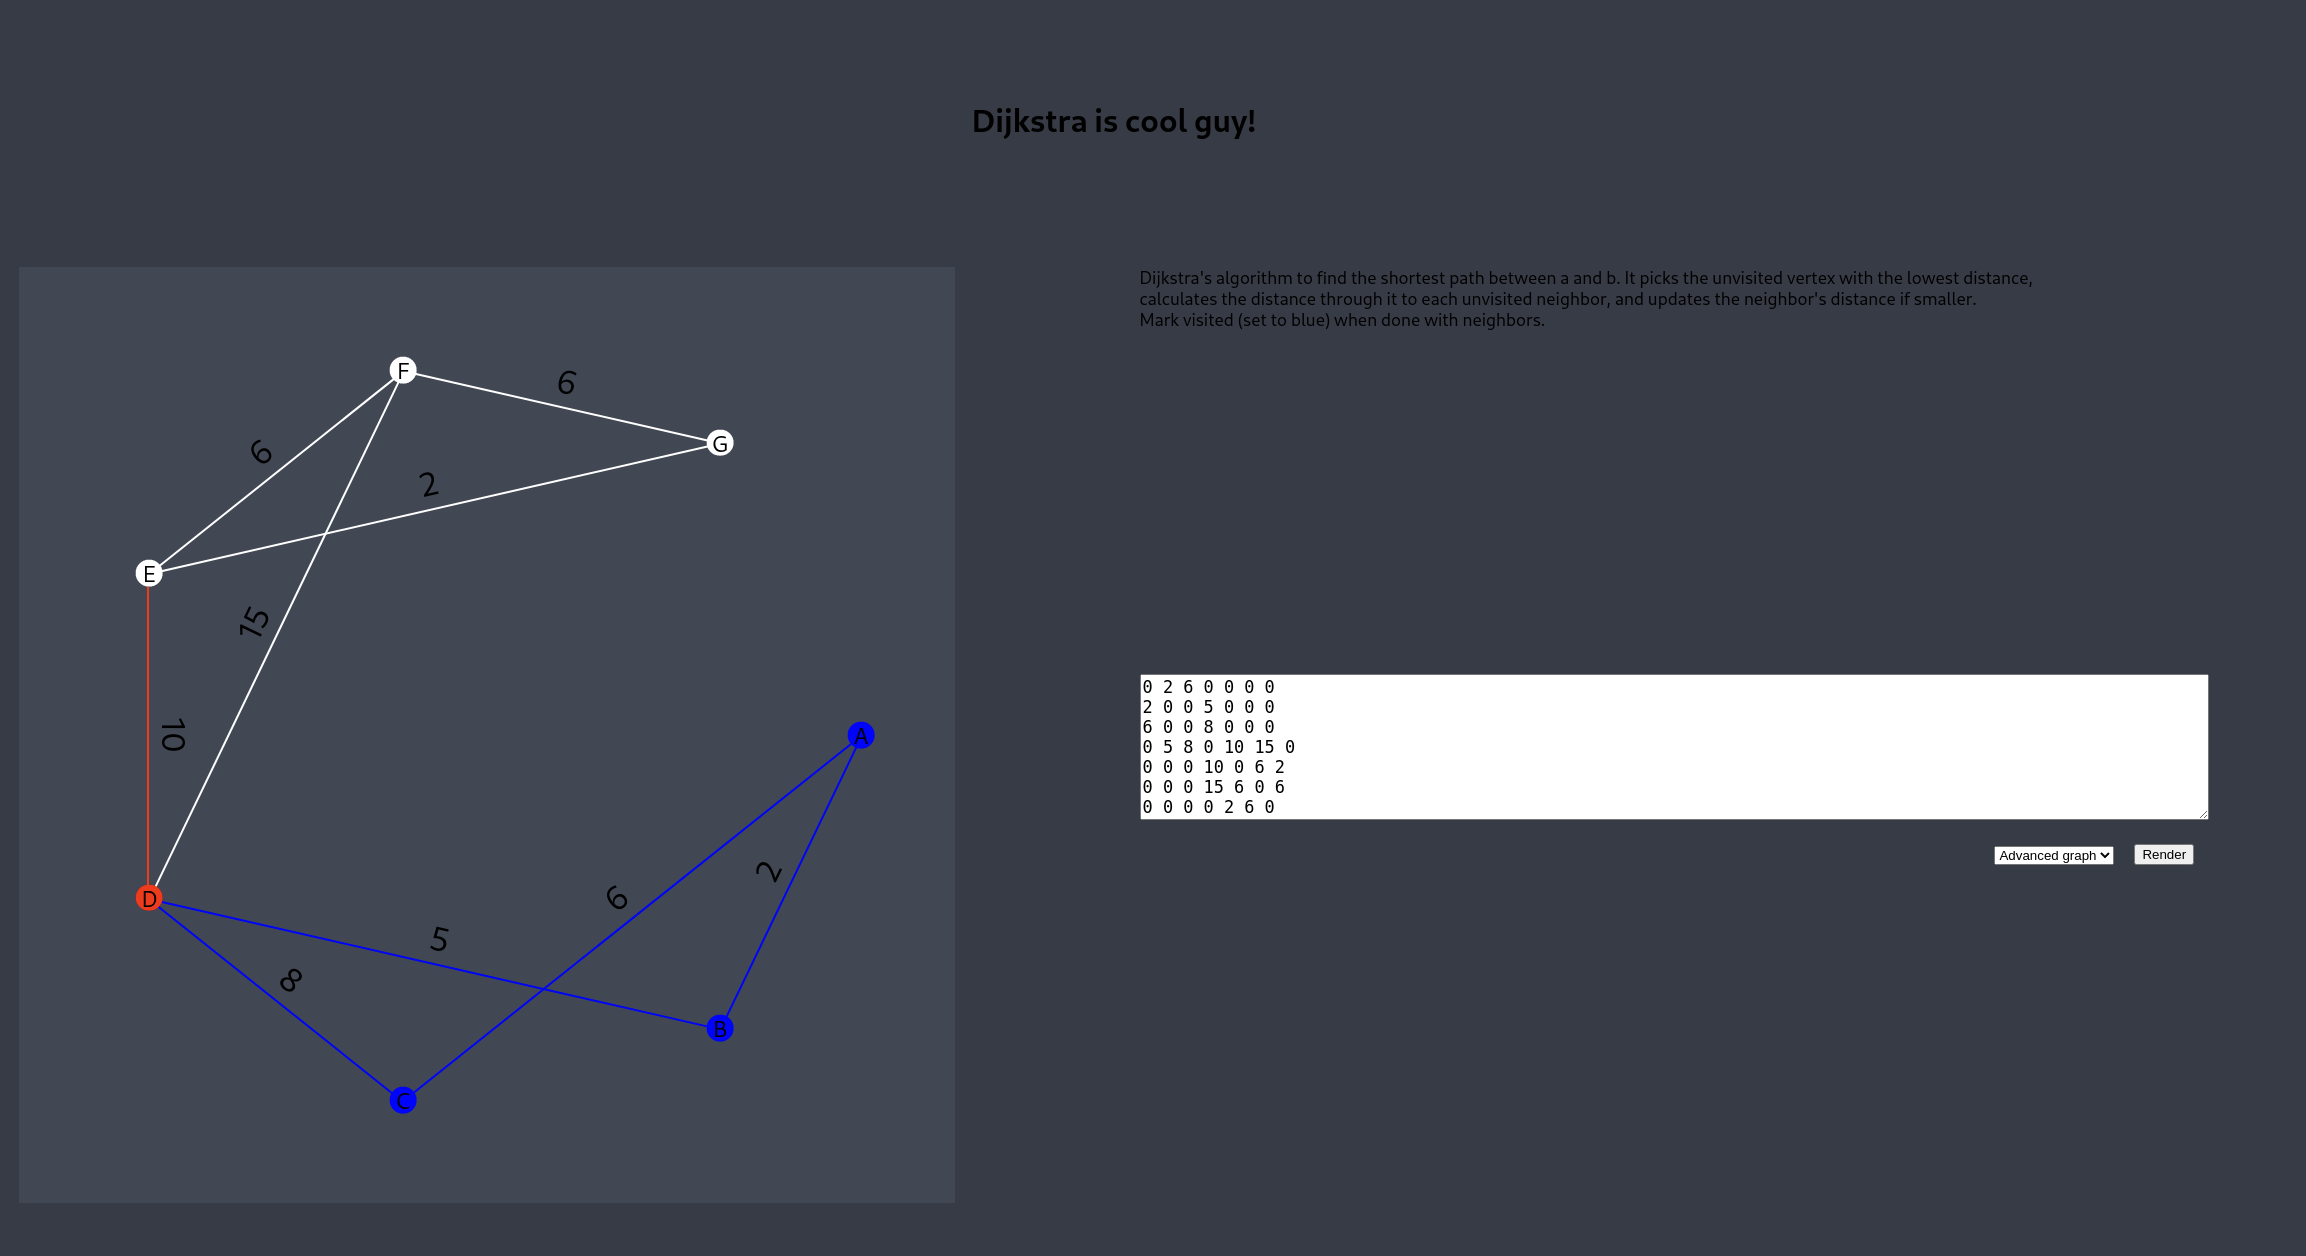 Dijkstra is cool guy!
F
6
G
6
2
E
15
10
A
2
6
D
5
8
B
C
Dijkstra's algorithm to find the shortest path between a and b. It picks the unvisited vertex with the lowest distance,
calculates the distance through it to each unvisited neighbor, and updates the neighbor's distance if smaller.
Mark visited (set to blue) when done with neighbors.
0 2 6 0 0 0 0
2 0 0 5 0 0 0
6 0 0 8 0 0 0
0 5 8 0 10 15 0
0 0 0 10 0 6 2
0 0 0 15 6 0 6
0 0 0 0 2 6 0
Advanced graph Render